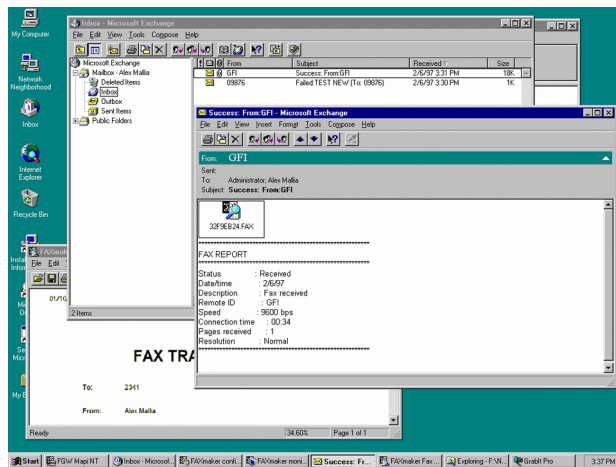 My Computer
Network Neighborhood
Inbox
Internet Explorer
Recycle Bin
Inbox - Microsoft Exchange
File Edit View Tools Compose Help
Microsoft Exchange
Mailbox - Alex Mallia
Deleted Items
Inbox
Outbox
Sent Items
Public Folders
From Subject Received Size
GFI Success: From:GFI 2/6/97 3:31 PM 18K
09876 Failed:TEST NEW (To: 09876) 2/6/97 3:30 PM 1K
2 Items
Success: From:GFI - Microsoft Exchange
File Edit View Insert Format Tools Compose Help
From: GFI
Sent:
To: Administrator; Alex Mallia
Subject: Success: From:GFI
32F9EB24.FAX
FAX REPORT
Status : Received
Date/time : 2/6/97
Description : Fax received
Remote ID : GFI
Speed : 9600 bps
Connection time : 00:34
Pages received : 1
Resolution : Normal
File Edit
01/10
FAX TRA
To: 2341
From: Alex Mallia
Ready 34.60% Page 1 of 1
Start
FGW Mapi NT
Inbox - Microsof...
FAXmaker confi...
FAXmaker moni...
Success: Fr...
FAXmaker Fax ...
Exploring - F:\N...
GrabIt Pro
3:37 PM